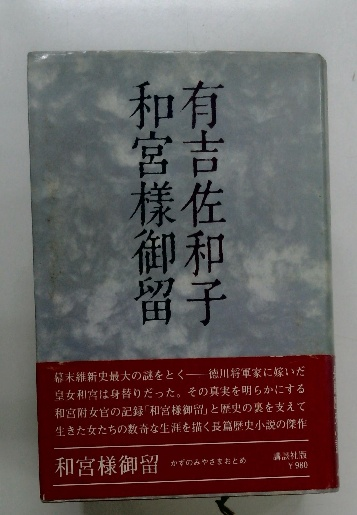 有吉佐和子
和宮様御留
幕末維新史最大の謎をとく――徳川将軍家に嫁いだ
皇女和宮は身替りだった。その真実を明らかにする
和宮附女官の記録「和宮様御留」と歴史の裏を支えて
生きた女たちの数奇な生涯を描く長篇歴史小説の傑作
和宮様御留 かずのみやさまおとめ
講談社版
￥980